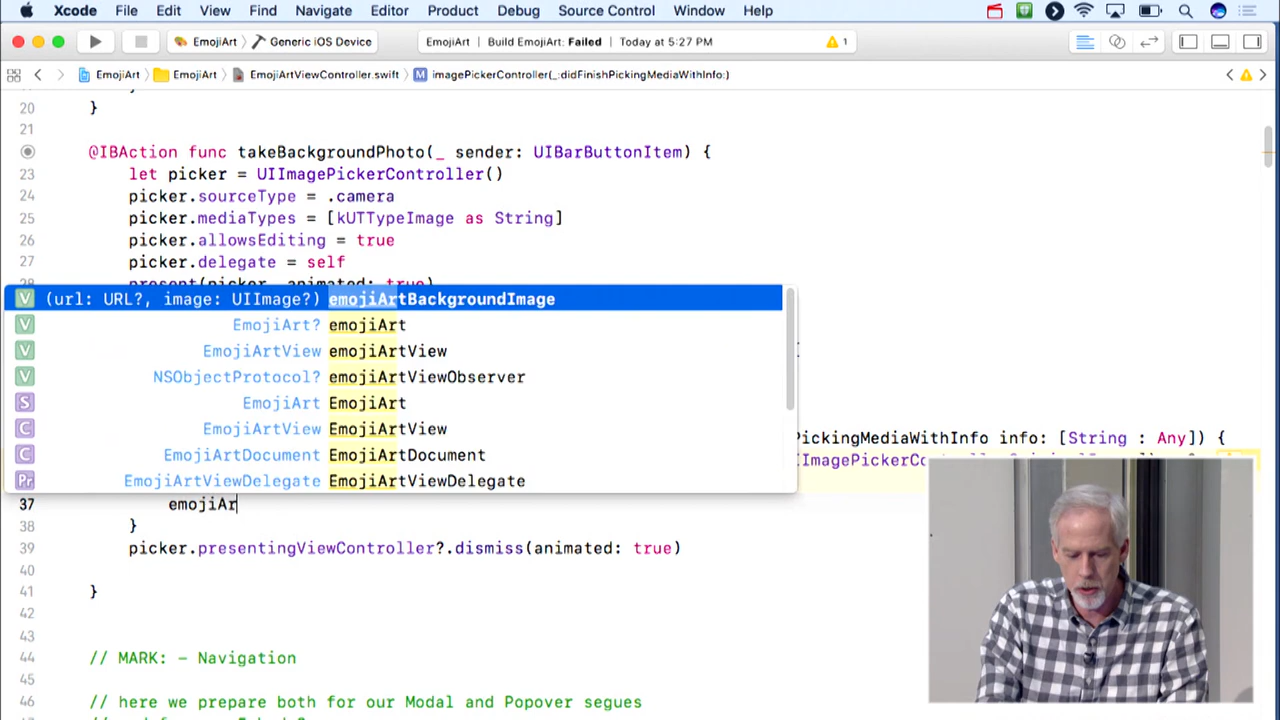 Xcode File Edit View Find Navigate Editor Product Debug Source Control Window Help
EmojiArt Generic iOS Device EmojiArt Build EmojiArt: Failed Today at 5:27 PM 1
EmojiArt EmojiArt EmojiArtViewController.swift M imagePickerController(_:didFinishPickingMediaWithInfo:)
20 }
21
@IBAction func takeBackgroundPhoto(_ sender: UIBarButtonItem) {
23 let picker = UIImagePickerController()
24 picker.sourceType = .camera
25 picker.mediaTypes = [kUTTypeImage as String]
26 picker.allowsEditing = true
27 picker.delegate = self
28 present(picker, animated: true)
V (url: URL?, image: UIImage?) emojiArtBackgroundImage
V EmojiArt? emojiArt
V EmojiArtView emojiArtView
V NSObjectProtocol? emojiArtViewObserver
S EmojiArt EmojiArt
C EmojiArtView EmojiArtView
PickingMediaWithInfo info: [String : Any]) {
C EmojiArtDocument EmojiArtDocument
Pr EmojiArtViewDelegate EmojiArtViewDelegate
37 emojiAr
38 }
39 picker.presentingViewController?.dismiss(animated: true)
41 }
42
43
44 // MARK: - Navigation
45
46 // here we prepare both for our Modal and Popover segues